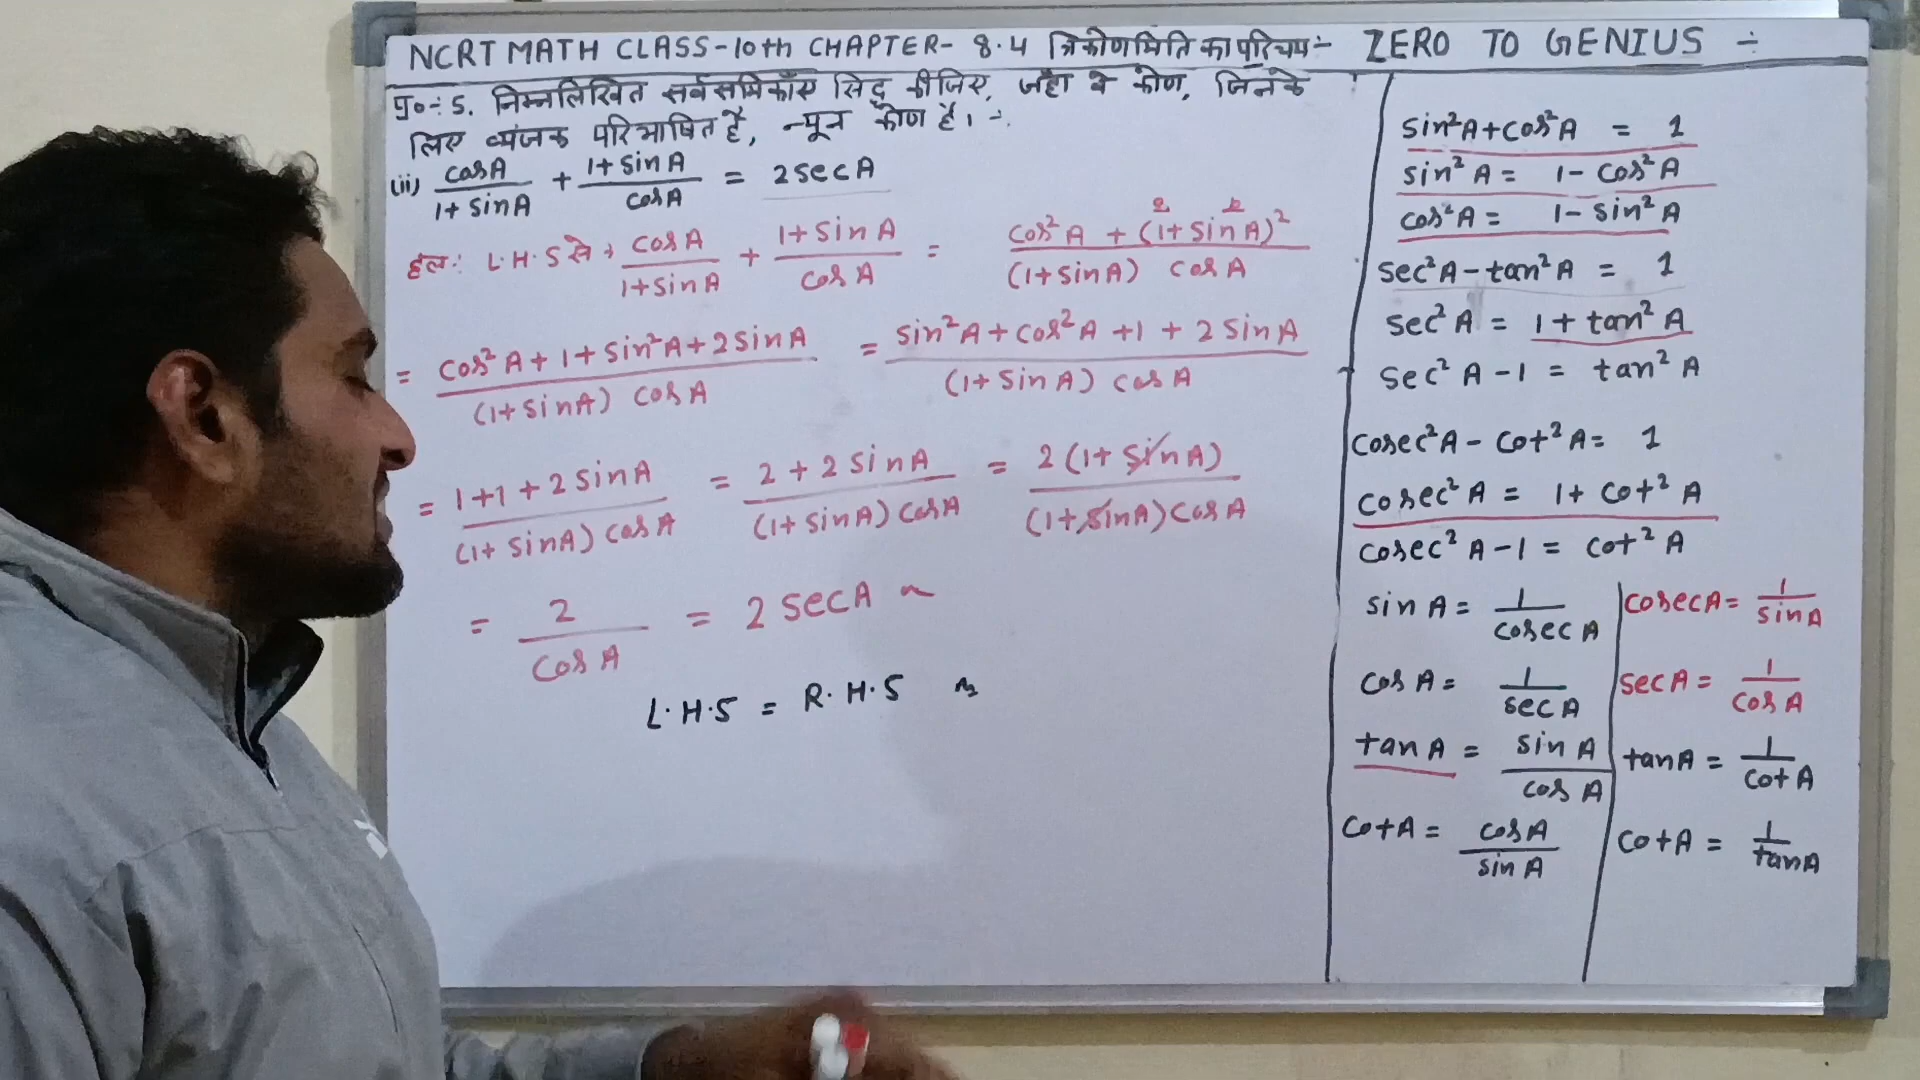 NCRT MATH CLASS-10th CHAPTER- 8.4 त्रिकोणमिति का परिचय÷ ZERO TO GENIUS ÷
प्र०-: 5. निम्नलिखित सर्वसमिकाँए सिद्ध कीजिए, जहाँ वे कोण, जिनके
लिए व्यंजक परिभाषित है, न्यून कोण है। -:
(ii) cosA/(1+sinA) + (1+sinA)/cosA = 2secA
हल-: L.H.S से, cosA/(1+sinA) + (1+sinA)/cosA = (cos²A + (1+sinA)²)/((1+sinA) cosA)
= (cos²A+1+sin²A+2sinA)/((1+sinA) cosA) = (sin²A+cos²A+1+2sinA)/((1+sinA) cosA)
= (1+1+2sinA)/((1+sinA) cosA) = (2+2sinA)/((1+sinA) cosA) = 2(1+sinA)/((1+sinA) cosA)
= 2/cosA = 2secA
L.H.S = R.H.S
sin²A+cos²A = 1
sin²A = 1-cos²A
cos²A = 1-sin²A
sec²A-tan²A = 1
sec²A = 1+tan²A
sec²A-1 = tan²A
cosec²A-cot²A= 1
cosec²A = 1+cot²A
cosec²A-1 = cot²A
sinA = 1/cosecA cosecA= 1/sinA
cosA = 1/secA secA = 1/cosA
tanA = sinA/cosA tanA = 1/cotA
cotA = cosA/sinA cotA = 1/tanA